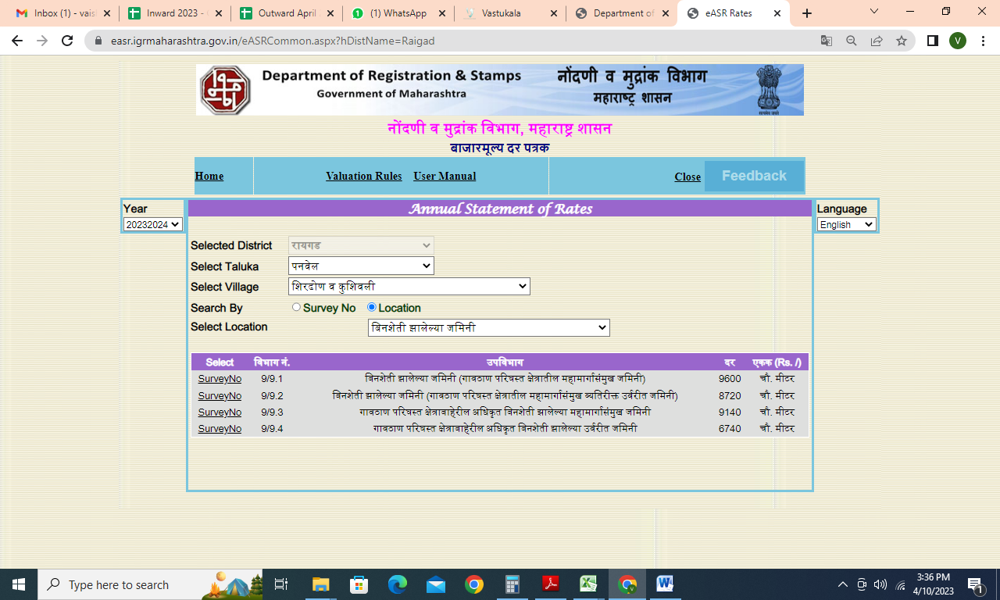 Inbox (1) - vais
Inward 2023 -
Outward April
(1) WhatsApp
Vastukala
Department of
eASR Rates
easr.igrmaharashtra.gov.in/eASRCommon.aspx?hDistName=Raigad
V
Department of Registration & Stamps
Government of Maharashtra
नोंदणी व मुद्रांक विभाग
महाराष्ट्र शासन
नोंदणी व मुद्रांक विभाग, महाराष्ट्र शासन
बाजारमूल्य दर पत्रक
Home Valuation Rules User Manual Close Feedback
Year
20232024
Annual Statement of Rates
Language
English
Selected District रायगड
Select Taluka पनवेल
Select Village शिरढोण व कुशिवली
Search By Survey No Location
Select Location बिनशेती झालेल्या जमिनी
Select विभाग नं. उपविभाग दर एकक (Rs. /)
SurveyNo 9/9.1 बिनशेती झालेल्या जमिनी (गावठाण परिघस्त क्षेत्रातील महामार्गासंमुख जमिनी) 9600 चौ. मीटर
SurveyNo 9/9.2 बिनशेती झालेल्या जमिनी (गावठाण परिघस्त क्षेत्रातील महामार्गासंमुख व्यतिरीक्त उर्वरीत जमिनी) 8720 चौ. मीटर
SurveyNo 9/9.3 गावठाण परिघस्त क्षेत्राबाहेरील अधिकृत बिनशेती झालेल्या महामार्गासंमुख जमिनी 9140 चौ. मीटर
SurveyNo 9/9.4 गावठाण परिघस्त क्षेत्राबाहेरील अधिकृत बिनशेती झालेल्या उर्वरीत जमिनी 6740 चौ. मीटर
Type here to search
3:36 PM
4/10/2023
1